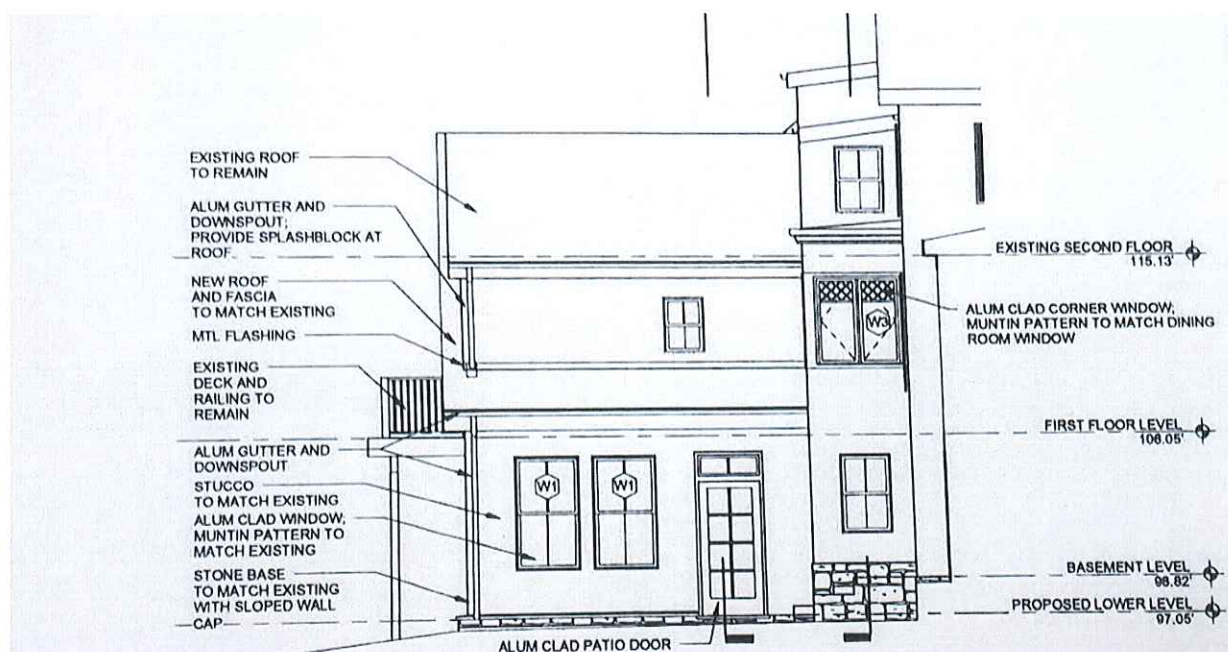 EXISTING ROOF
TO REMAIN
ALUM GUTTER AND
DOWNSPOUT;
PROVIDE SPLASHBLOCK AT
ROOF
NEW ROOF
AND FASCIA
TO MATCH EXISTING
MTL FLASHING
EXISTING
DECK AND
RAILING TO
REMAIN
ALUM GUTTER AND
DOWNSPOUT
STUCCO
TO MATCH EXISTING
ALUM CLAD WINDOW;
MUNTIN PATTERN TO
MATCH EXISTING
STONE BASE
TO MATCH EXISTING
WITH SLOPED WALL
CAP
W1
W1
W3
ALUM CLAD PATIO DOOR
EXISTING SECOND FLOOR
115.13'
ALUM CLAD CORNER WINDOW;
MUNTIN PATTERN TO MATCH DINING
ROOM WINDOW
FIRST FLOOR LEVEL
106.05'
BASEMENT LEVEL
98.82'
PROPOSED LOWER LEVEL
97.05'